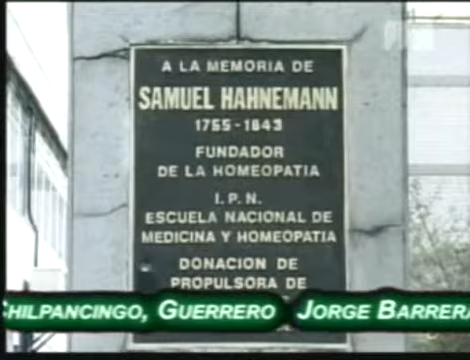 A LA MEMORIA DE
SAMUEL HAHNEMANN
1755-1843
FUNDADOR
DE LA HOMEOPATIA
I.P.N.
ESCUELA NACIONAL DE
MEDICINA Y HOMEOPATIA
DONACION DE
PROPULSORA DE
CHILPANCINGO, GUERRERO JORGE BARRERA